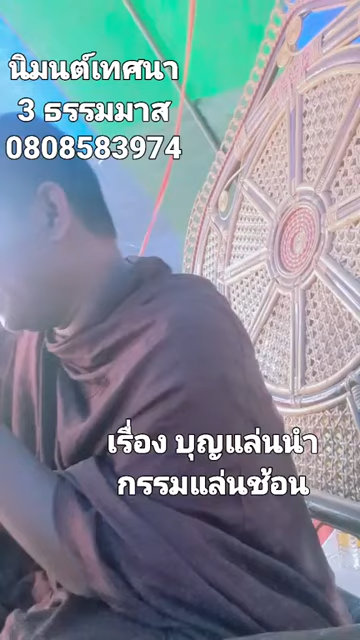 นิมนต์เทศนา
3 ธรรมมาส
0808583974
เรื่อง บุญแล่นนำ
กรรมแล่นซ้อน